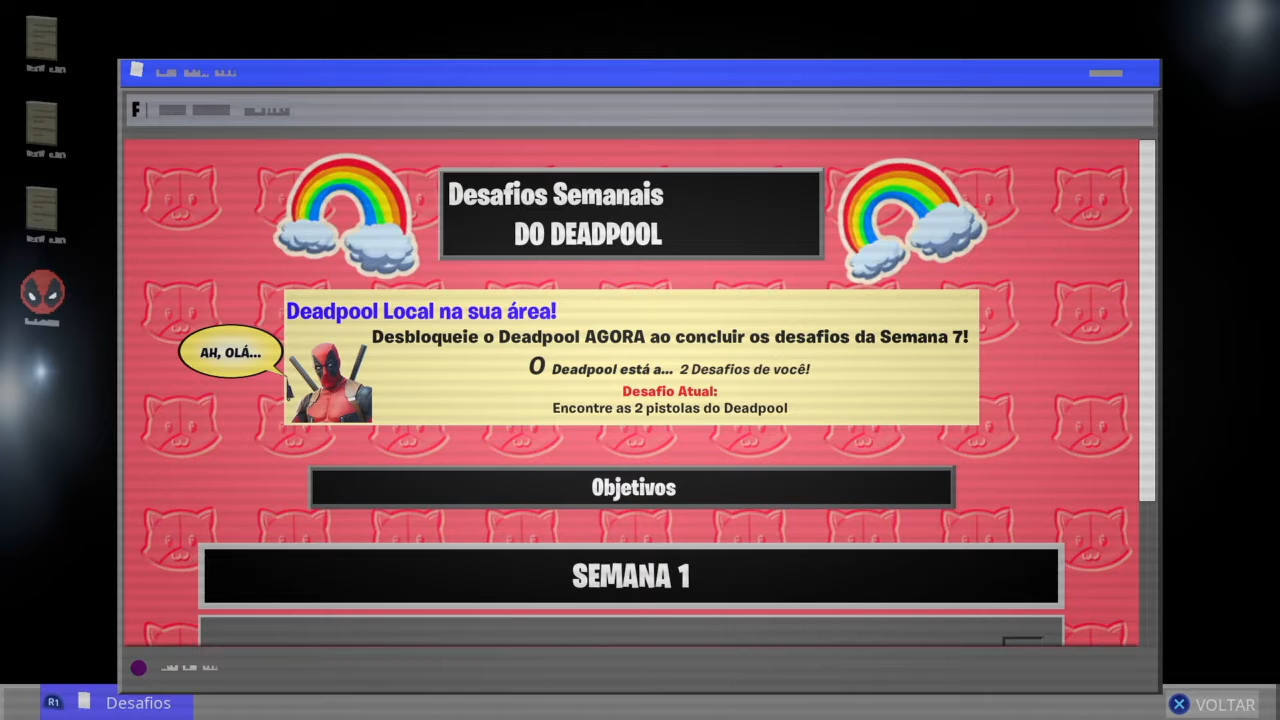 F
Desafios Semanais
DO DEADPOOL
Deadpool Local na sua área!
Desbloqueie o Deadpool AGORA ao concluir os desafios da Semana 7!
AH, OLÁ...
O Deadpool está a... 2 Desafios de você!
Desafio Atual:
Encontre as 2 pistolas do Deadpool
Objetivos
SEMANA 1
R1 Desafios
VOLTAR